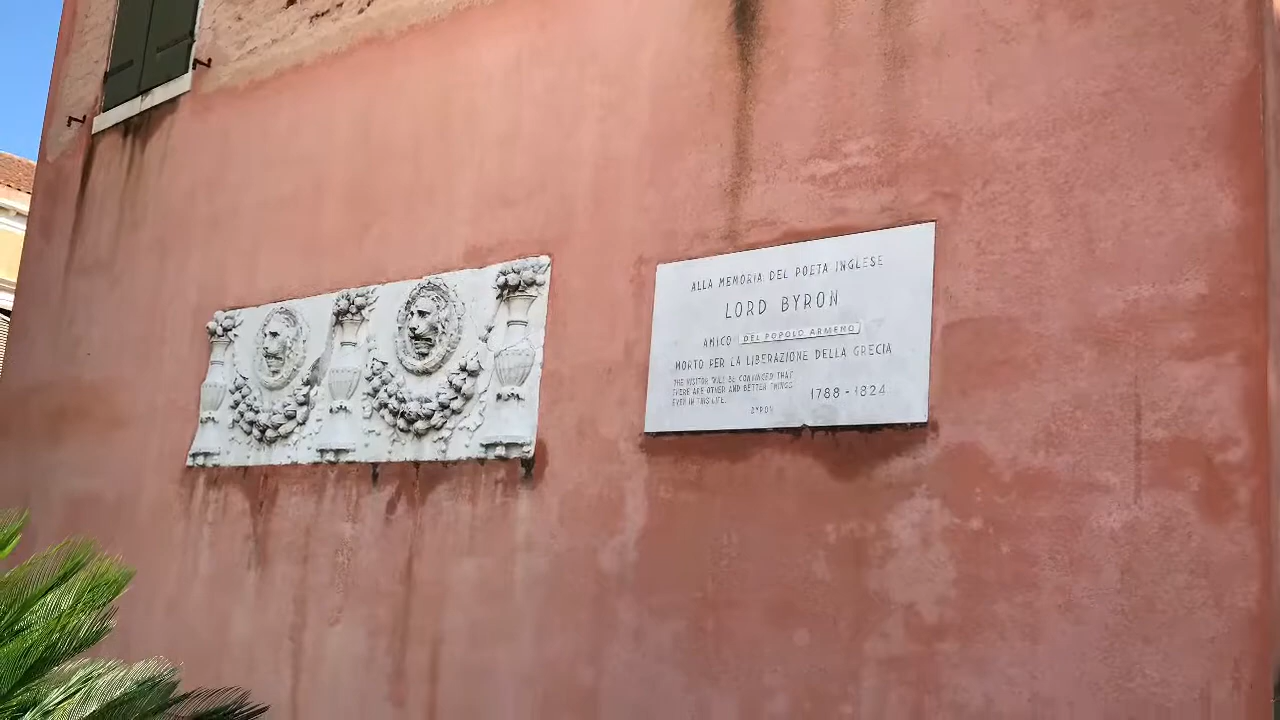 ALLA MEMORIA DEL POETA INGLESE
LORD BYRON
AMICO DEL POPOLO ARMENO
MORTO PER LA LIBERAZIONE DELLA GRECIA
THE VISITOR WILL BE CONVINCED THAT
THERE ARE OTHER AND BETTER THINGS
EVEN IN THIS LIFE.
BYRON
1788 - 1824